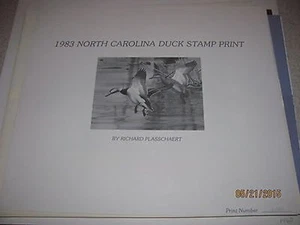 1983 NORTH CAROLINA DUCK STAMP PRINT
BY RICHARD PLASSCHAERT
Print Number
06/21/2015